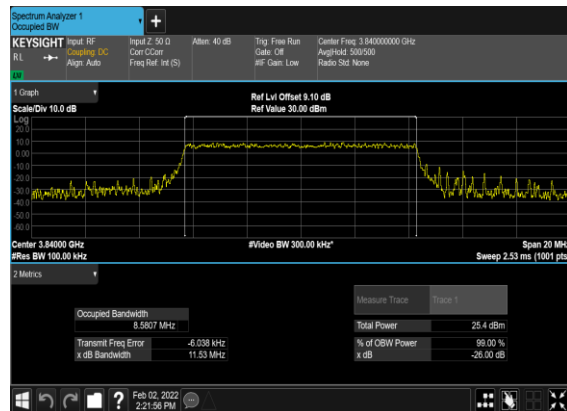 Spectrum Analyzer 1
Occupied BW
+
KEYSIGHT Input: RF Input Z: 50 Ω Atten: 40 dB Trig: Free Run Center Freq: 3.840000000 GHz
RL Coupling: DC Corr CCorr Gate: Off Avg|Hold: 500/500
Align: Auto Freq Ref: Int (S) #IF Gain: Low Radio Std: None
LW
1 Graph
Ref Lvl Offset 9.10 dB
Scale/Div 10.0 dB Ref Value 30.00 dBm
Log
20.0
10.0
0.00
-10.0
-20.0
-30.0
-40.0
-50.0
-60.0
Center 3.84000 GHz #Video BW 300.00 kHz* Span 20 MHz
#Res BW 100.00 kHz Sweep 2.53 ms (1001 pts
2 Metrics
Measure Trace Trace 1
Occupied Bandwidth
8.5807 MHz Total Power 25.4 dBm
Transmit Freq Error -6.038 kHz % of OBW Power 99.00 %
x dB Bandwidth 11.53 MHz x dB -26.00 dB
? Feb 02, 2022
2:21:56 PM